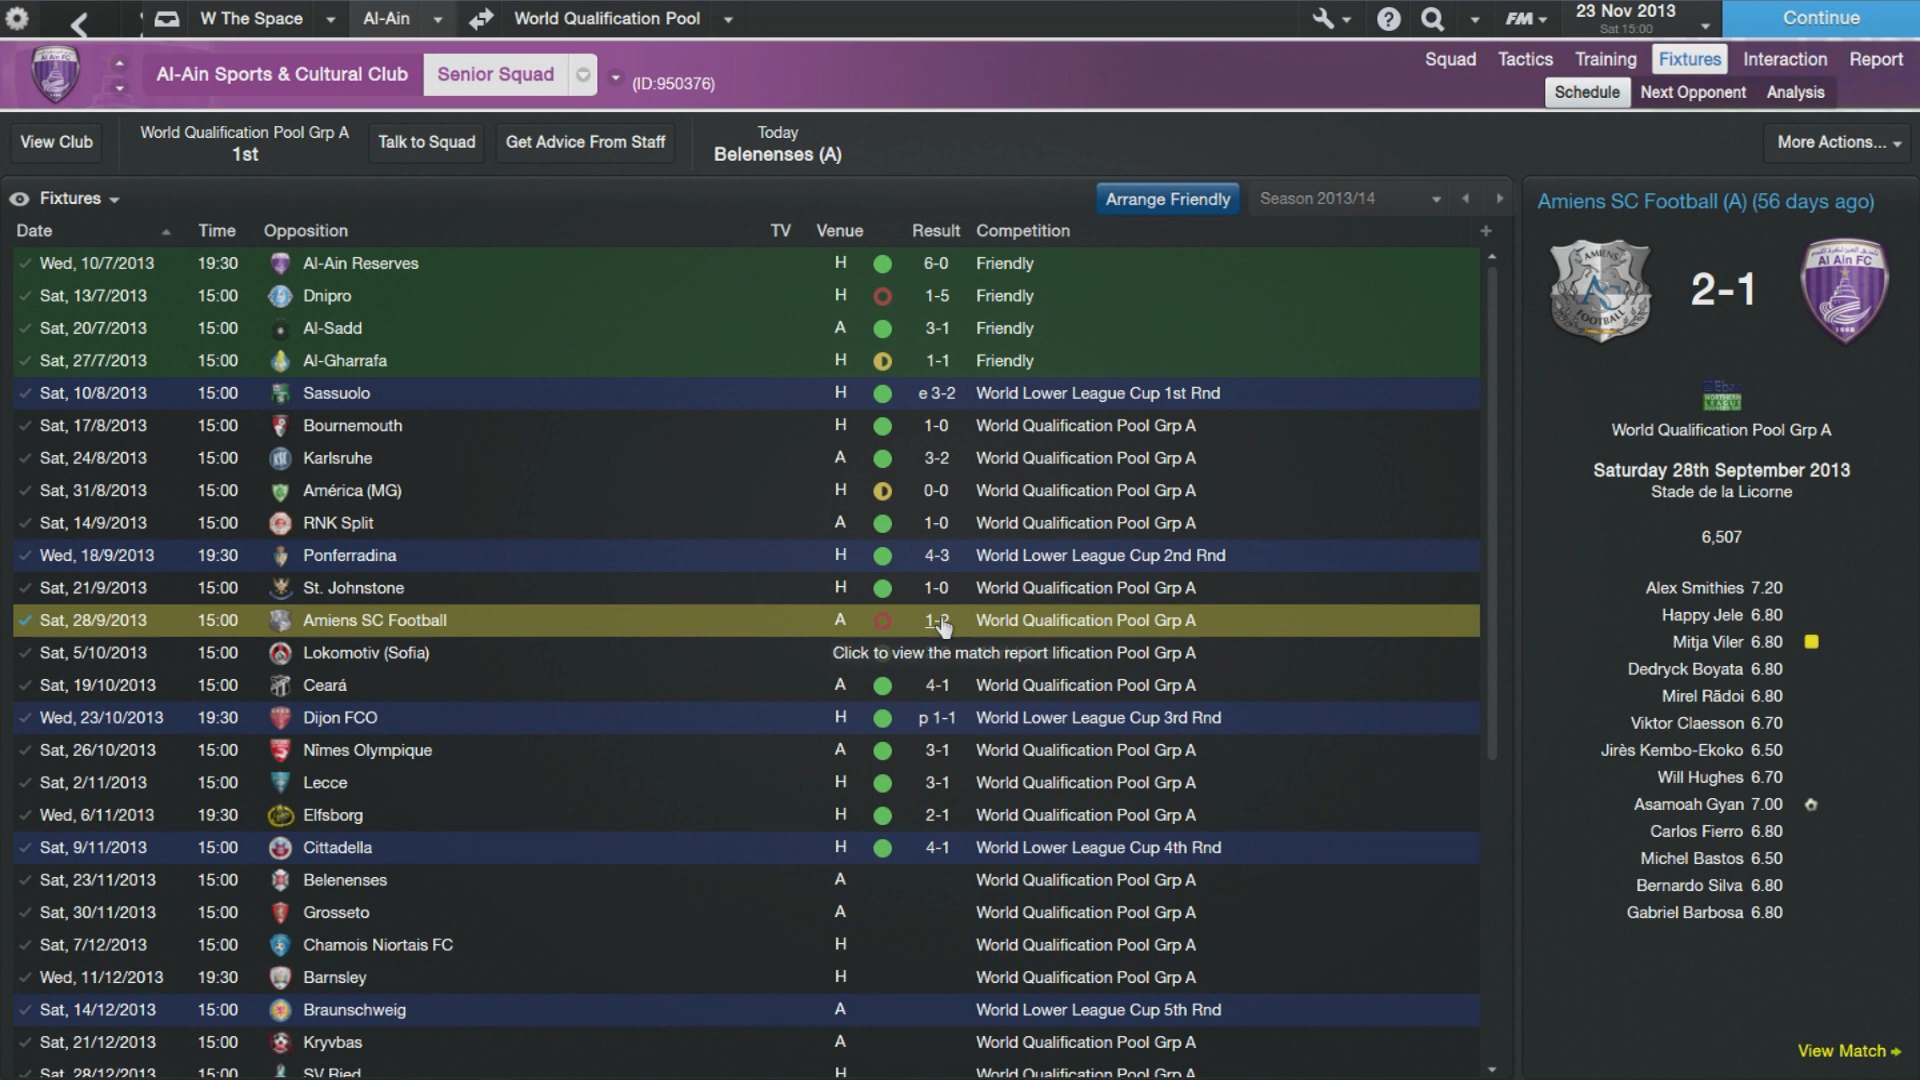 W The Space
Al-Ain
World Qualification Pool
FM
23 Nov 2013
Sat 15:00
Continue
Al-Ain Sports & Cultural Club
Senior Squad
(ID:950376)
Squad Tactics Training Fixtures Interaction Report
Schedule Next Opponent Analysis
View Club
World Qualification Pool Grp A
1st
Talk to Squad
Get Advice From Staff
Today
Belenenses (A)
More Actions...
Fixtures
Arrange Friendly
Season 2013/14
Date Time Opposition TV Venue Result Competition
Wed, 10/7/2013 19:30 Al-Ain Reserves H 6-0 Friendly
Sat, 13/7/2013 15:00 Dnipro H 1-5 Friendly
Sat, 20/7/2013 15:00 Al-Sadd A 3-1 Friendly
Sat, 27/7/2013 15:00 Al-Gharrafa H 1-1 Friendly
Sat, 10/8/2013 15:00 Sassuolo H e 3-2 World Lower League Cup 1st Rnd
Sat, 17/8/2013 15:00 Bournemouth H 1-0 World Qualification Pool Grp A
Sat, 24/8/2013 15:00 Karlsruhe A 3-2 World Qualification Pool Grp A
Sat, 31/8/2013 15:00 América (MG) H 0-0 World Qualification Pool Grp A
Sat, 14/9/2013 15:00 RNK Split A 1-0 World Qualification Pool Grp A
Wed, 18/9/2013 19:30 Ponferradina H 4-3 World Lower League Cup 2nd Rnd
Sat, 21/9/2013 15:00 St. Johnstone H 1-0 World Qualification Pool Grp A
Sat, 28/9/2013 15:00 Amiens SC Football A World Qualification Pool Grp A
Sat, 5/10/2013 15:00 Lokomotiv (Sofia) Click to view the match report lification Pool Grp A
Sat, 19/10/2013 15:00 Ceará A 4-1 World Qualification Pool Grp A
Wed, 23/10/2013 19:30 Dijon FCO H p 1-1 World Lower League Cup 3rd Rnd
Sat, 26/10/2013 15:00 Nîmes Olympique A 3-1 World Qualification Pool Grp A
Sat, 2/11/2013 15:00 Lecce H 3-1 World Qualification Pool Grp A
Wed, 6/11/2013 19:30 Elfsborg H 2-1 World Qualification Pool Grp A
Sat, 9/11/2013 15:00 Cittadella H 4-1 World Lower League Cup 4th Rnd
Sat, 23/11/2013 15:00 Belenenses A World Qualification Pool Grp A
Sat, 30/11/2013 15:00 Grosseto A World Qualification Pool Grp A
Sat, 7/12/2013 15:00 Chamois Niortais FC H World Qualification Pool Grp A
Wed, 11/12/2013 19:30 Barnsley H World Qualification Pool Grp A
Sat, 14/12/2013 15:00 Braunschweig A World Lower League Cup 5th Rnd
Sat, 21/12/2013 15:00 Kryvbas A World Qualification Pool Grp A
Sat, 28/12/2013 15:00 SV Ried H World Qualification Pool Grp A
Amiens SC Football (A) (56 days ago)
AMIENS
FOOTBALL
2-1
Al Ain FC
1968
NORTHERN
LEAGUE
World Qualification Pool Grp A
Saturday 28th September 2013
Stade de la Licorne
6,507
Alex Smithies 7.20
Happy Jele 6.80
Mitja Viler 6.80
Dedryck Boyata 6.80
Mirel Rădoi 6.80
Viktor Claesson 6.70
Jirès Kembo-Ekoko 6.50
Will Hughes 6.70
Asamoah Gyan 7.00
Carlos Fierro 6.80
Michel Bastos 6.50
Bernardo Silva 6.80
Gabriel Barbosa 6.80
View Match